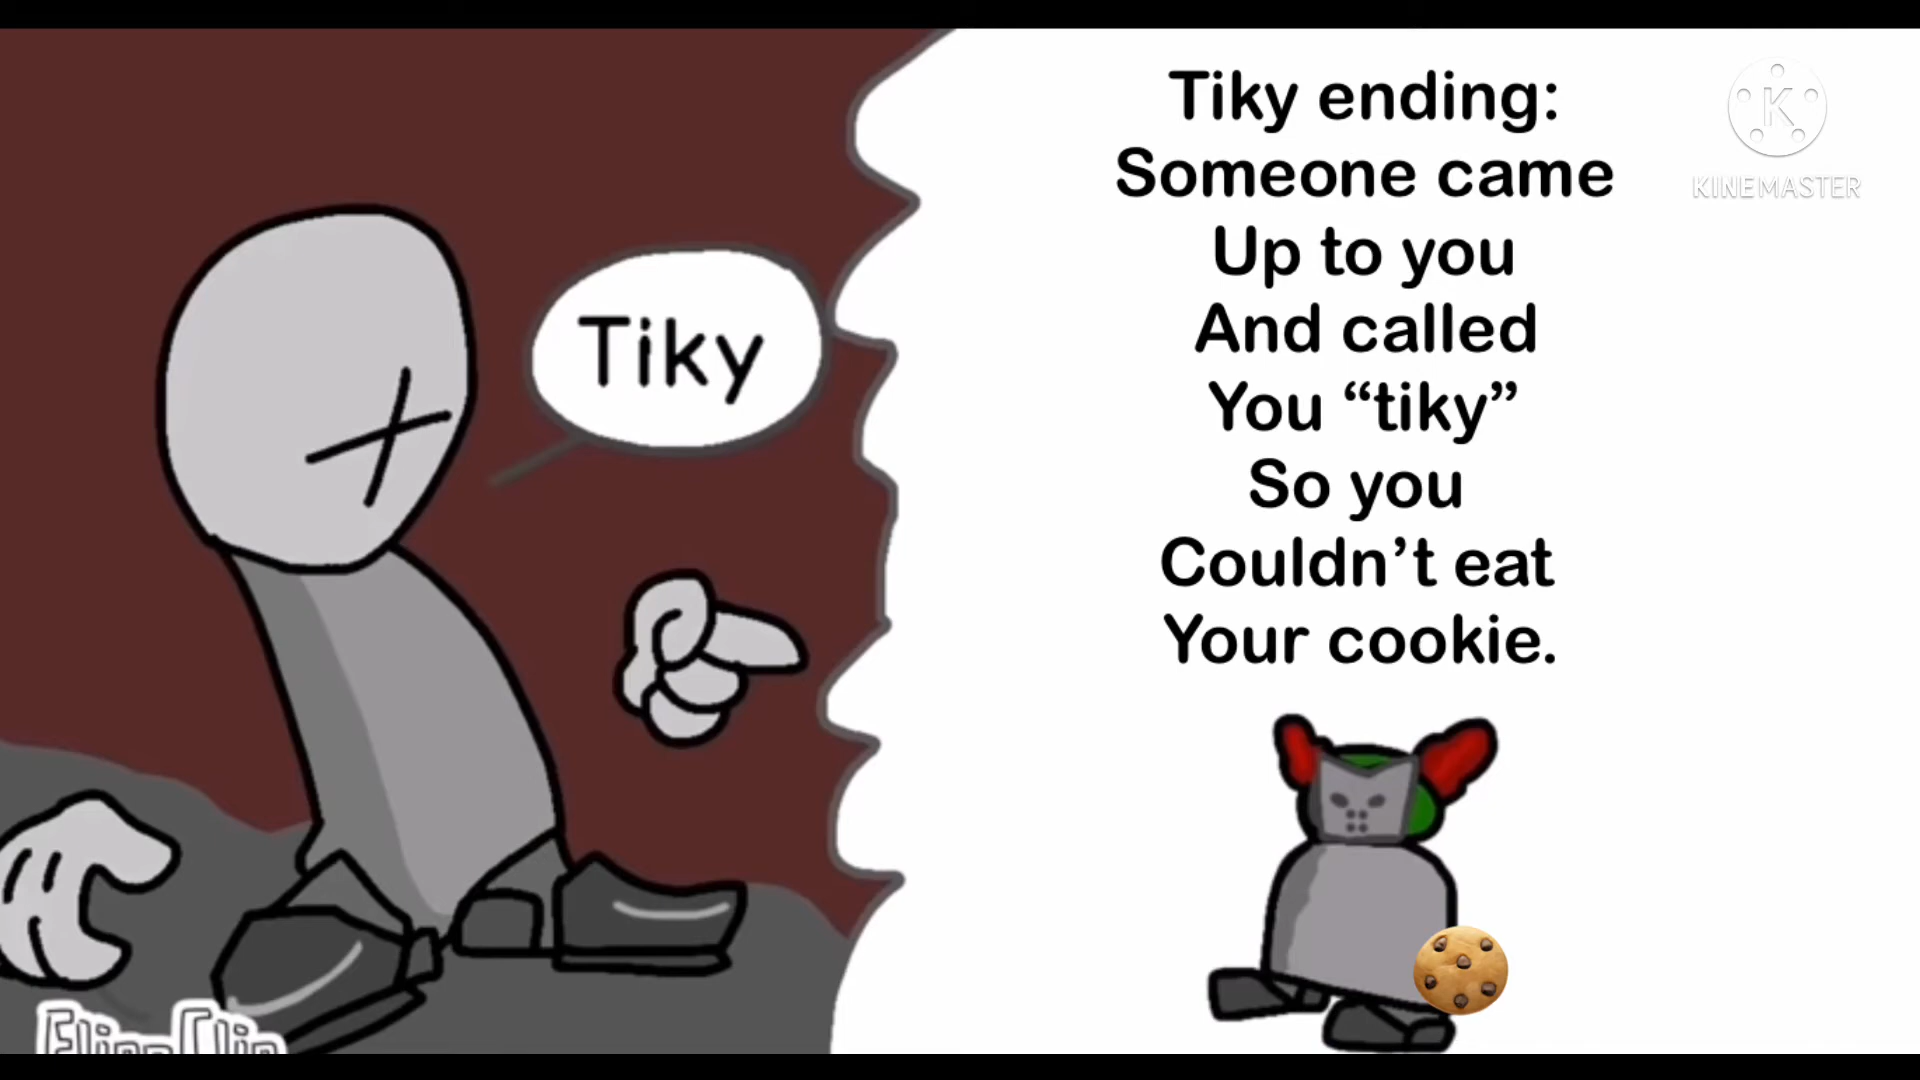 Tiky
Tiky ending:
Someone came
Up to you
And called
You “tiky”
So you
Couldn’t eat
Your cookie.
K
KINEMASTER
FlipaClip